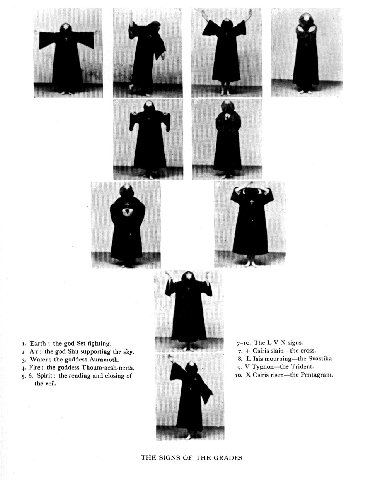 1. Earth: the god Set fighting.
2. Air: the god Shu supporting the sky.
3. Water: the goddess Auramoth.
4. Fire: the goddess Thoum-aesh-neith.
5, 6. Spirit: the rending and closing of
the veil.
7-10. The L V X signs.
7. + Osiris slain—the cross.
8. L Isis mourning—the Svastika
9. V Typhon—the Trident.
10. X Osiris risen—the Pentagram.
THE SIGNS OF THE GRADES